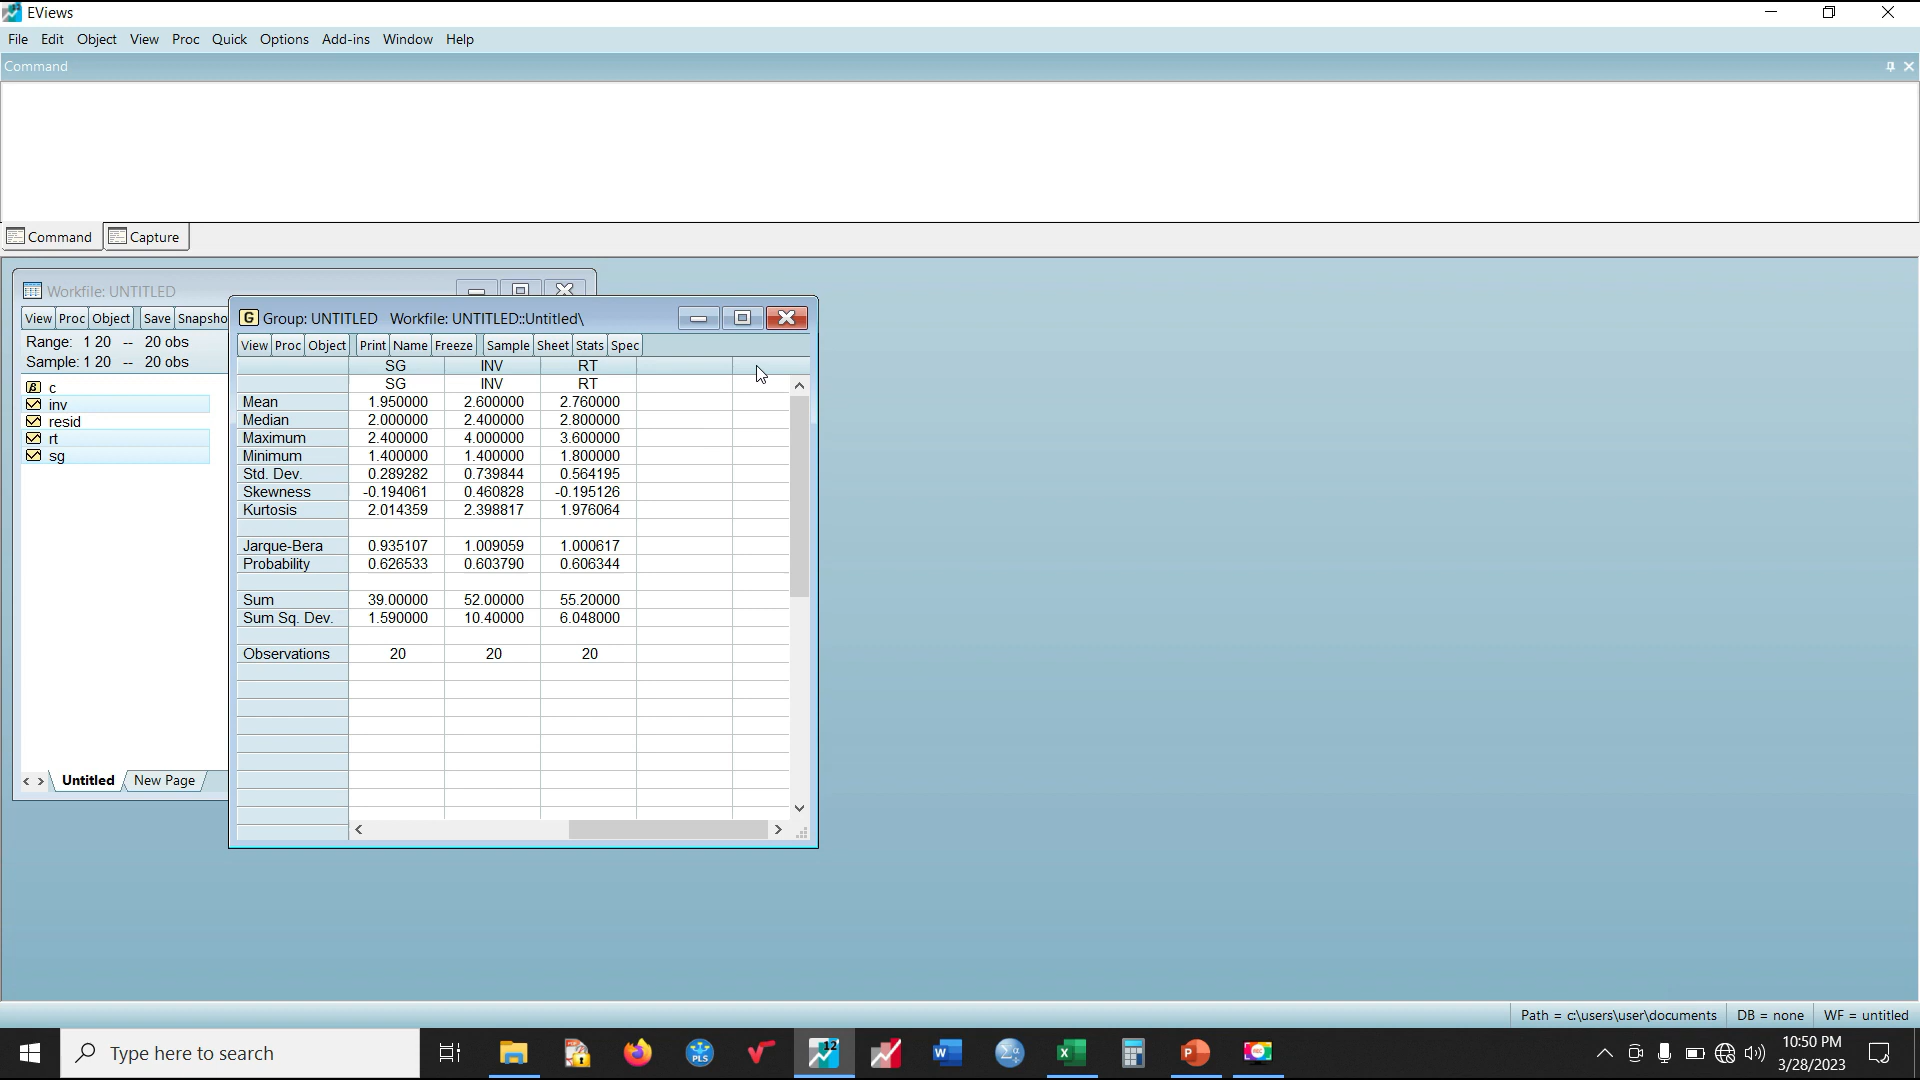 EViews
File Edit Object View Proc Quick Options Add-ins Window Help
Command
Command Capture
Workfile: UNTITLED
View Proc Object Save Snapsho
Range: 1 20 -- 20 obs
Sample: 1 20 -- 20 obs
c
inv
resid
rt
sg
Untitled New Page
G Group: UNTITLED Workfile: UNTITLED::Untitled\
View Proc Object Print Name Freeze Sample Sheet Stats Spec
SG INV RT
SG INV RT
Mean 1.950000 2.600000 2.760000
Median 2.000000 2.400000 2.800000
Maximum 2.400000 4.000000 3.600000
Minimum 1.400000 1.400000 1.800000
Std. Dev. 0.289282 0.739844 0.564195
Skewness -0.194061 0.460828 -0.195126
Kurtosis 2.014359 2.398817 1.976064
Jarque-Bera 0.935107 1.009059 1.000617
Probability 0.626533 0.603790 0.606344
Sum 39.00000 52.00000 55.20000
Sum Sq. Dev. 1.590000 10.40000 6.048000
Observations 20 20 20
Path = c:\users\user\documents DB = none WF = untitled
Type here to search
PLS
12
W
Σα
X
P
10:50 PM
3/28/2023